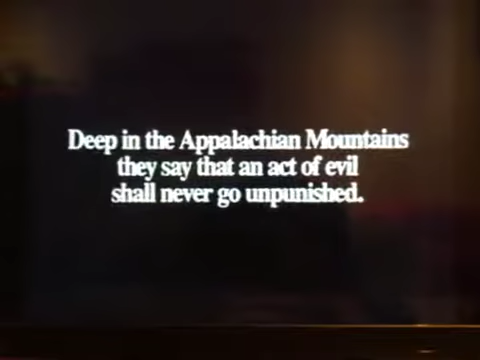 Deep in the Appalachian Mountains
they say that an act of evil
shall never go unpunished.